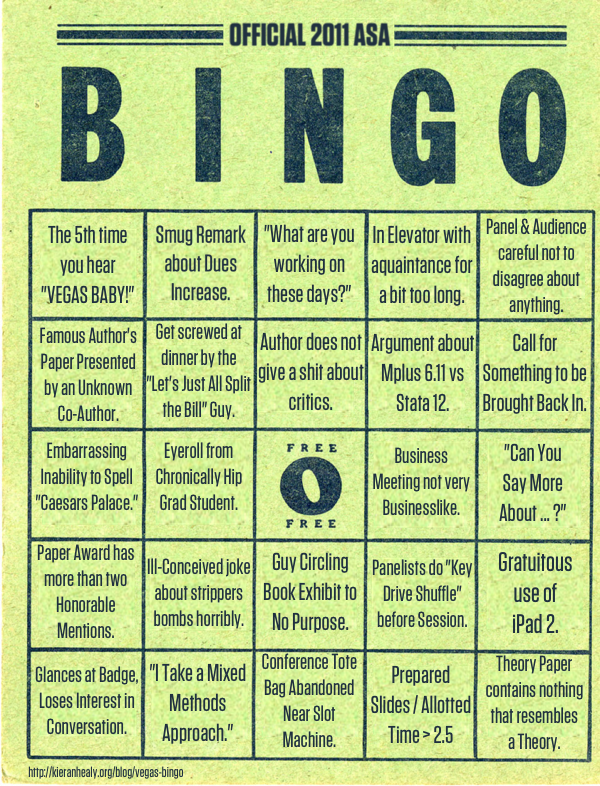 OFFICIAL 2011 ASA
B I N G O
The 5th time
you hear
"VEGAS BABY!"
Smug Remark
about Dues
Increase.
"What are you
working on
these days?"
In Elevator with
aquaintance for
a bit too long.
Panel & Audience
careful not to
disagree about
anything.
Famous Author's
Paper Presented
by an Unknown
Co-Author.
Get screwed at
dinner by the
"Let's Just All Split
the Bill" Guy.
Author does not
give a shit about
critics.
Argument about
Mplus 6.11 vs
Stata 12.
Call for
Something to be
Brought Back In.
Embarrassing
Inability to Spell
"Caesars Palace."
Eyeroll from
Chronically Hip
Grad Student.
FREE
O
FREE
Business
Meeting not very
Businesslike.
"Can You
Say More
About ... ?"
Paper Award has
more than two
Honorable
Mentions.
Ill-Conceived joke
about strippers
bombs horribly.
Guy Circling
Book Exhibit to
No Purpose.
Panelists do "Key
Drive Shuffle"
before Session.
Gratuitous
use of
iPad 2.
Glances at Badge,
Loses Interest in
Conversation.
"I Take a Mixed
Methods
Approach."
Conference Tote
Bag Abandoned
Near Slot
Machine.
Prepared
Slides / Allotted
Time > 2.5
Theory Paper
contains nothing
that resembles
a Theory.
http://kieranhealy.org/blog/vegas-bingo